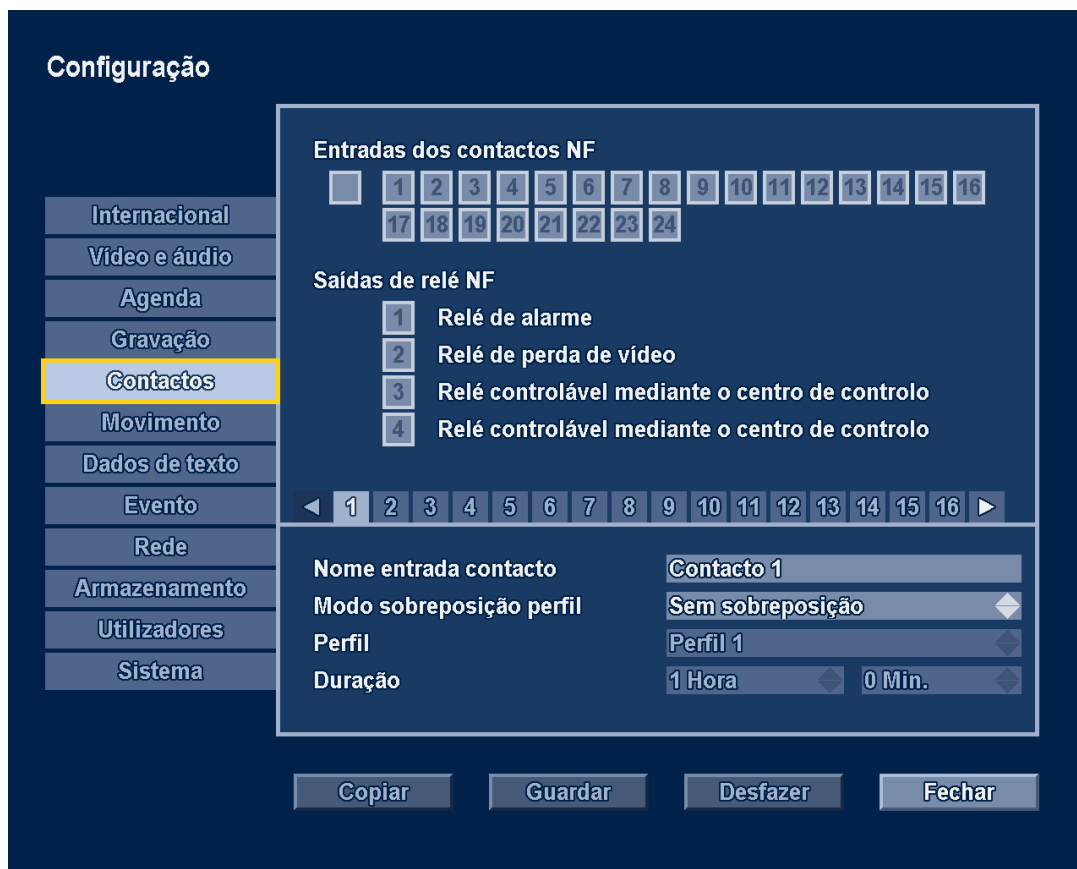 Configuração
Entradas dos contactos NF
1 2 3 4 5 6 7 8 9 10 11 12 13 14 15 16
17 18 19 20 21 22 23 24
Saídas de relé NF
1 Relé de alarme
2 Relé de perda de vídeo
3 Relé controlável mediante o centro de controlo
4 Relé controlável mediante o centro de controlo
Internacional
Vídeo e áudio
Agenda
Gravação
Contactos
Movimento
Dados de texto
Evento
Rede
Armazenamento
Utilizadores
Sistema
1 2 3 4 5 6 7 8 9 10 11 12 13 14 15 16
Nome entrada contacto Contacto 1
Modo sobreposição perfil Sem sobreposição
Perfil Perfil 1
Duração 1 Hora 0 Min.
Copiar Guardar Desfazer Fechar